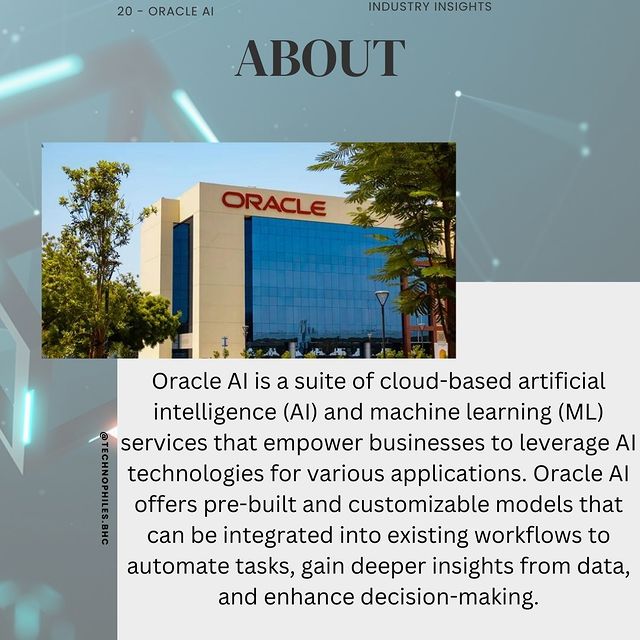 20 - ORACLE AI
INDUSTRY INSIGHTS
ABOUT
ORACLE
Oracle AI is a suite of cloud-based artificial
intelligence (AI) and machine learning (ML)
services that empower businesses to leverage AI
technologies for various applications. Oracle AI
offers pre-built and customizable models that
can be integrated into existing workflows to
automate tasks, gain deeper insights from data,
and enhance decision-making.
@TECHNOPHILES.BHC